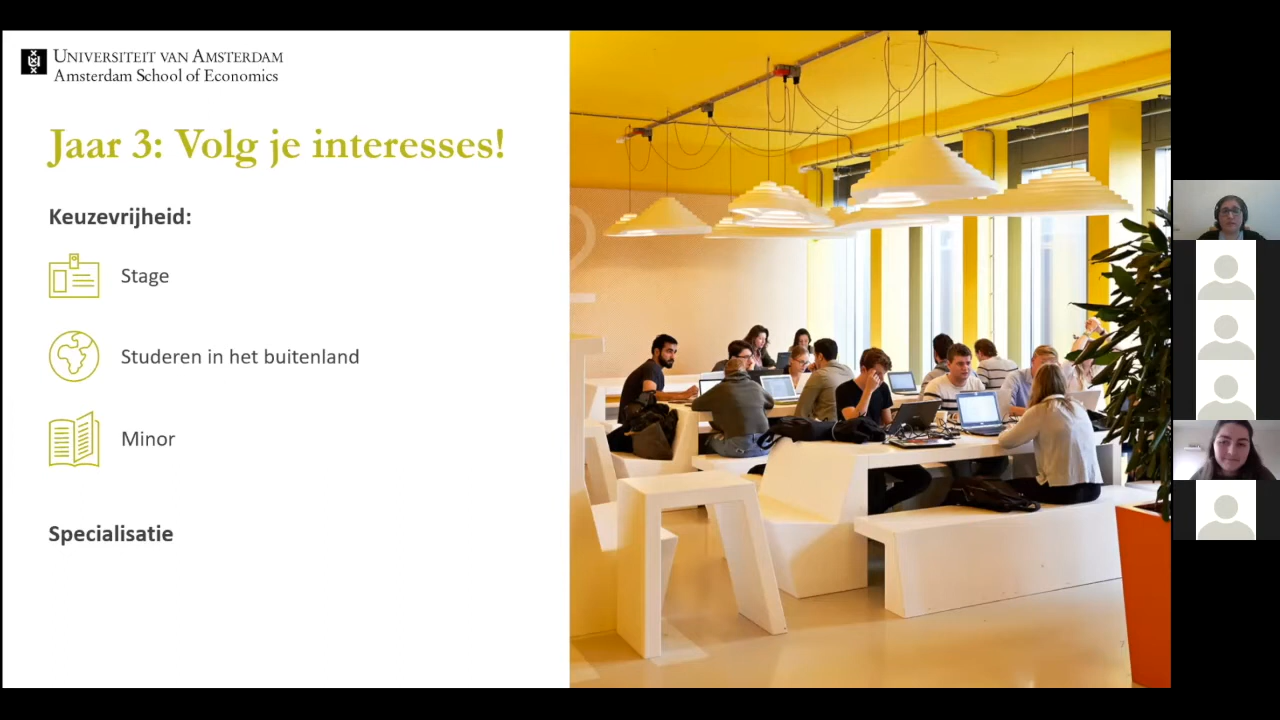 UNIVERSITEIT VAN AMSTERDAM
Amsterdam School of Economics
Jaar 3: Volg je interesses!
Keuzevrijheid:
Stage
Studeren in het buitenland
Minor
Specialisatie